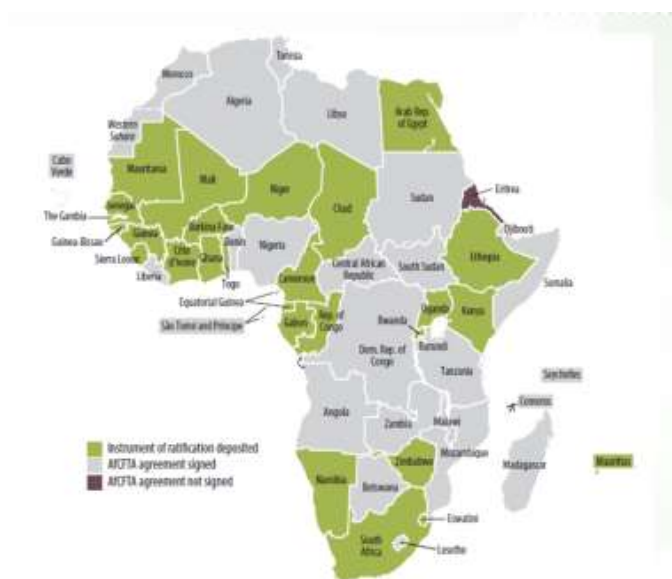 Tunisia
Morocco
Algeria
Libya
Arab Rep.
of Egypt
Western
Sahara
Cabo
Verde
Mauritania
Mali
Niger
Chad
Sudan
Eritrea
Senegal
The Gambia
Guinea-Bissau
Guinea
Burkina Faso
Djibouti
Sierra Leone
Côte
d'Ivoire
Ghana
Benin
Nigeria
Ethiopia
Liberia
Togo
Cameroon
Central African
Republic
South Sudan
Somalia
Equatorial Guinea
São Tomé and Príncipe
Gabon
Rep. of
Congo
Uganda
Kenya
Rwanda
Burundi
Dem. Rep. of
Congo
Tanzania
Seychelles
Comoros
Angola
Zambia
Malawi
Mozambique
Madagascar
Mauritius
Instrument of ratification deposited
AfCFTA agreement signed
AfCFTA agreement not signed
Zimbabwe
Namibia
Botswana
Eswatini
South
Africa
Lesotho